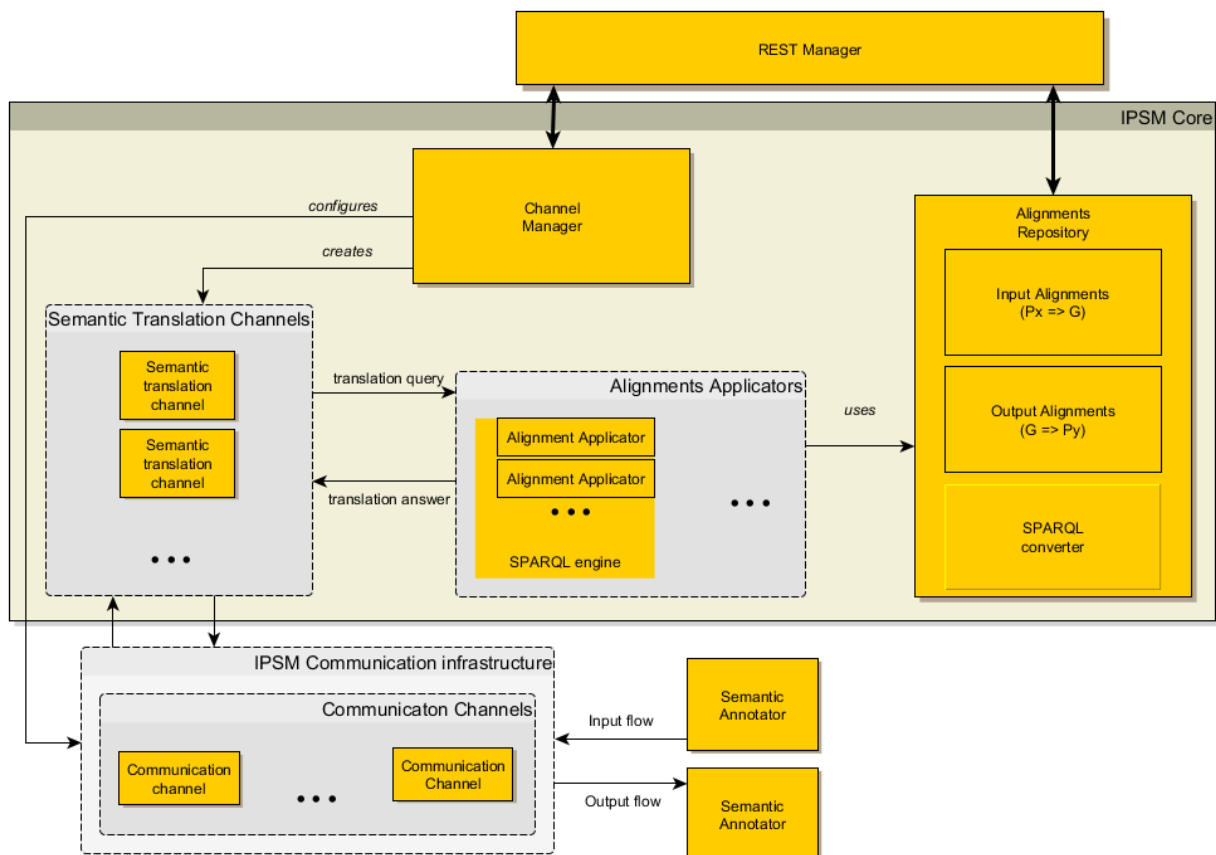 REST Manager
IPSM Core
configures
Channel
Manager
creates
Alignments
Repository
Input Alignments
(Px => G)
Output Alignments
(G => Py)
SPARQL
converter
Semantic Translation Channels
Semantic
translation
channel
Semantic
translation
channel
translation query
translation answer
Alignments Applicators
Alignment Applicator
Alignment Applicator
SPARQL engine
uses
IPSM Communication infrastructure
Communicaton Channels
Communication
channel
Communication
Channel
Input flow
Output flow
Semantic
Annotator
Semantic
Annotator